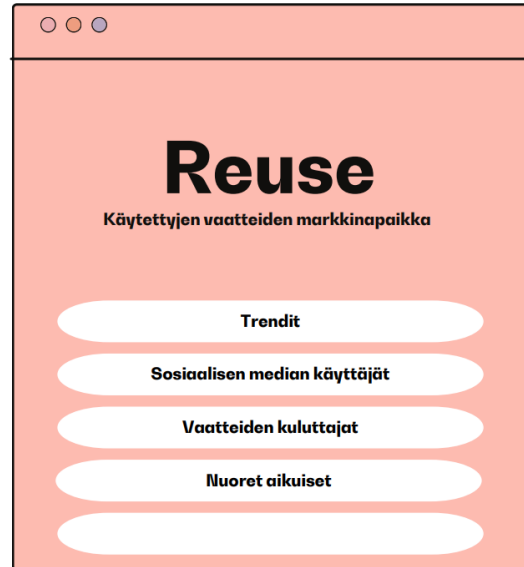 Reuse
Käytettyjen vaatteiden markkinapaikka
Trendit
Sosiaalisen median käyttäjät
Vaatteiden kuluttajat
Nuoret aikuiset